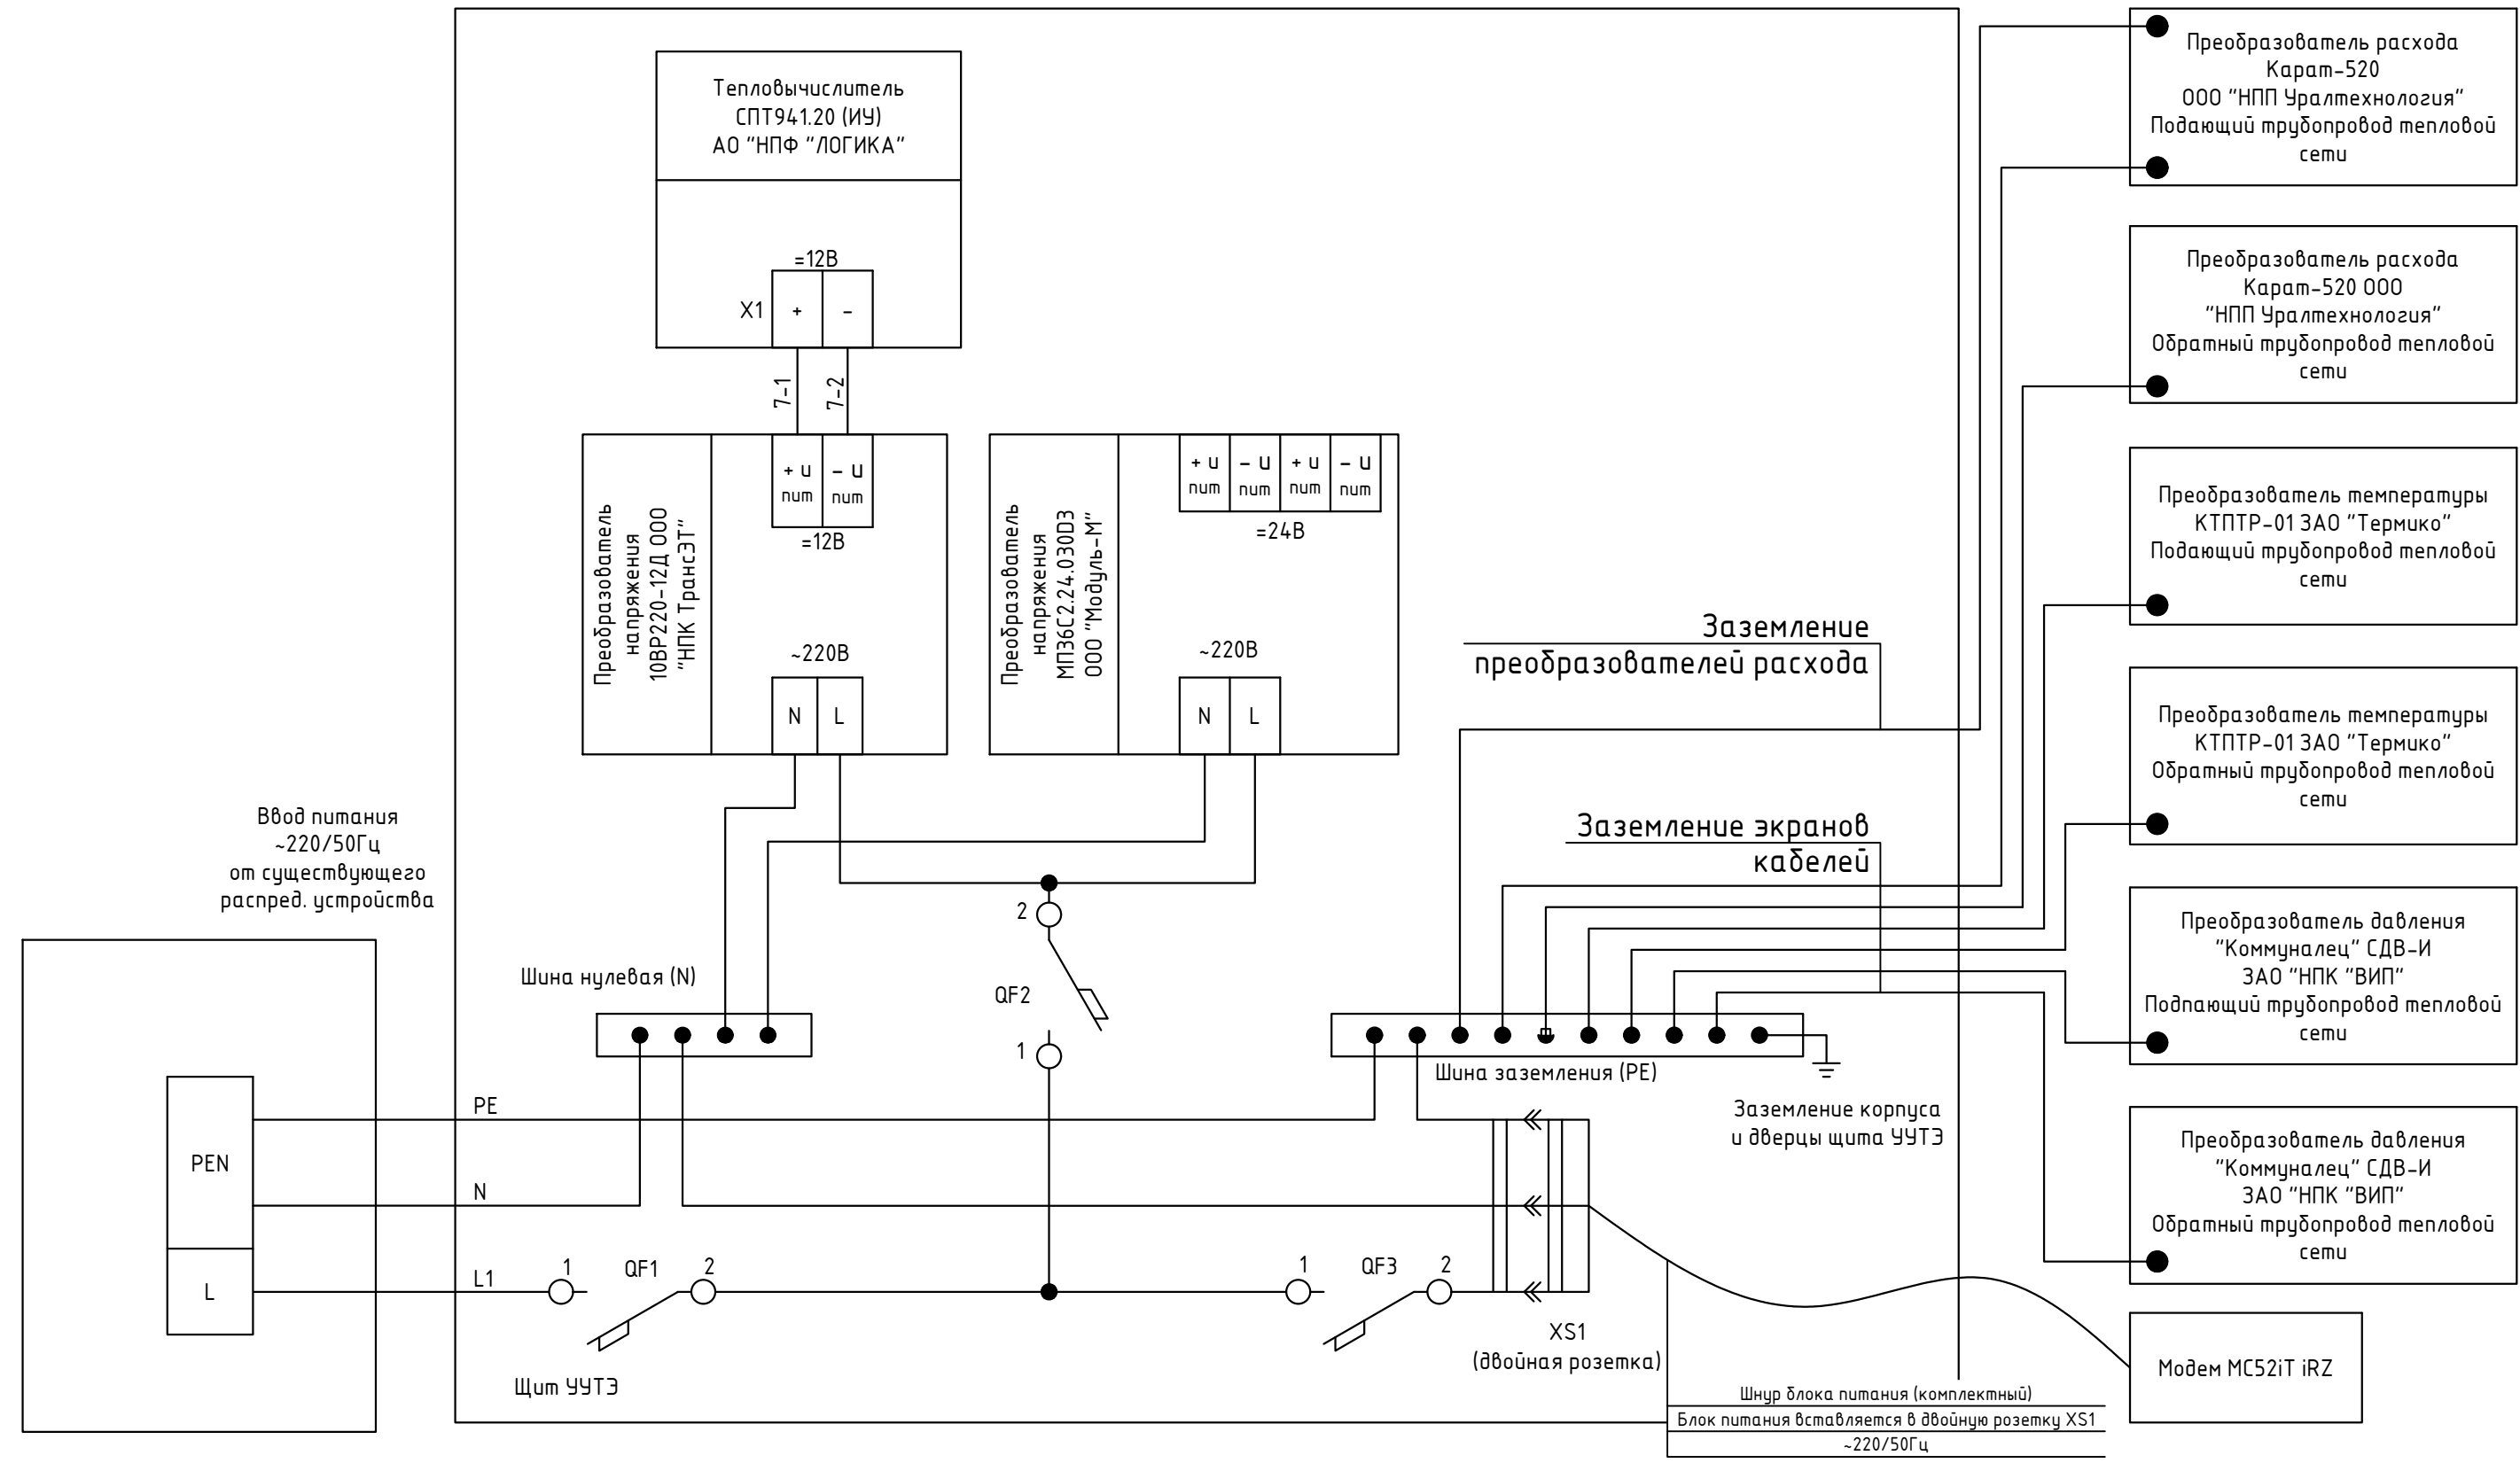 Тепловычислитель
СПТ941.20 (ИУ)
АО "НПФ "ЛОГИКА"
=12В
X1
+
-
7-1
7-2
Преобразователь
напряжения
10ВР220-12Д ООО
"НПК ТрансЭТ"
+ U
пит
- U
пит
=12В
~220В
N
L
Преобразователь
напряжения
МП36С2.24.030D3
ООО "Модуль-М"
+ U
пит
- U
пит
+ U
пит
- U
пит
=24В
~220В
N
L
Заземление
преобразователей расхода
Заземление экранов
кабелей
Ввод питания
~220/50Гц
от существующего
распред. устройства
PEN
L
Шина нулевая (N)
2
QF2
1
Шина заземления (PE)
Заземление корпуса
и дверцы щита УУТЭ
PE
N
L1
1
QF1
2
1
QF3
2
XS1
(двойная розетка)
Щит УУТЭ
Шнур блока питания (комплектный)
Блок питания вставляется в двойную розетку XS1
~220/50Гц
Преобразователь расхода
Карат-520
ООО "НПП Уралтехнология"
Подающий трубопровод тепловой
сети
Преобразователь расхода
Карат-520 ООО
"НПП Уралтехнология"
Обратный трубопровод тепловой
сети
Преобразователь температуры
КТПТР-01 ЗАО "Термико"
Подающий трубопровод тепловой
сети
Преобразователь температуры
КТПТР-01 ЗАО "Термико"
Обратный трубопровод тепловой
сети
Преобразователь давления
"Коммуналец" СДВ-И
ЗАО "НПК "ВИП"
Подпающий трубопровод тепловой
сети
Преобразователь давления
"Коммуналец" СДВ-И
ЗАО "НПК "ВИП"
Обратный трубопровод тепловой
сети
Модем MC52iT iRZ